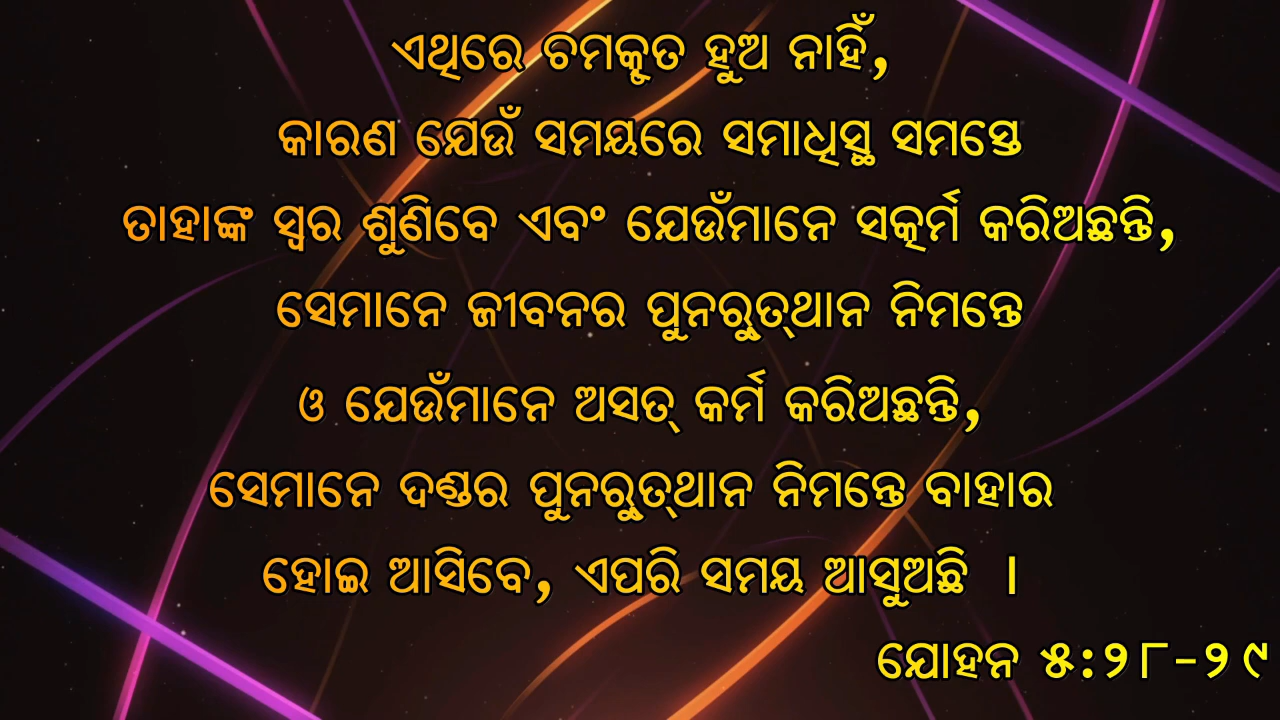 ଏଥିରେ ଚମତ୍କୃତ ହୁଅ ନାହିଁ,
କାରଣ ଯେଉଁ ସମୟରେ ସମାଧିସ୍ଥ ସମସ୍ତେ
ତାହାଙ୍କ ସ୍ୱର ଶୁଣିବେ ଏବଂ ଯେଉଁମାନେ ସତ୍କର୍ମ କରିଅଛନ୍ତି,
ସେମାନେ ଜୀବନର ପୁନରୁତ୍‌ଥାନ ନିମନ୍ତେ
ଓ ଯେଉଁମାନେ ଅସତ୍ କର୍ମ କରିଅଛନ୍ତି,
ସେମାନେ ଦଣ୍ଡର ପୁନରୁତ୍‌ଥାନ ନିମନ୍ତେ ବାହାର
ହୋଇ ଆସିବେ, ଏପରି ସମୟ ଆସୁଅଛି ।
ଯୋହନ ୫:୨୮-୨୯